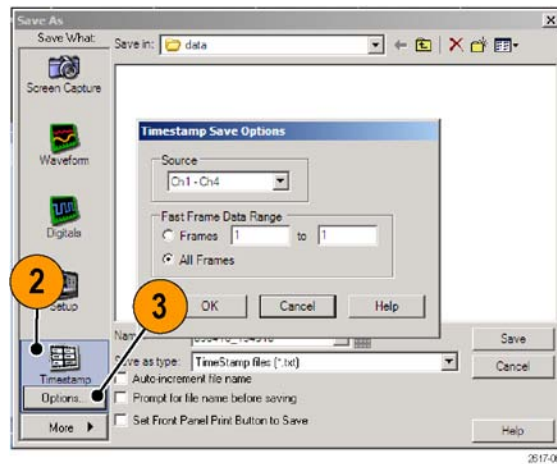 Save As
Save What:
Save in: data
Screen Capture
Waveform
Digitals
Setup
Timestamp
Options...
More
Timestamp Save Options
Source
Ch1 - Ch4
Fast Frame Data Range
Frames 1 to 1
All Frames
OK Cancel Help
2
3
Save
Save as type: TimeStamp files (*.txt)
Cancel
Auto-increment file name
Prompt for file name before saving
Set Front Panel Print Button to Save
Help